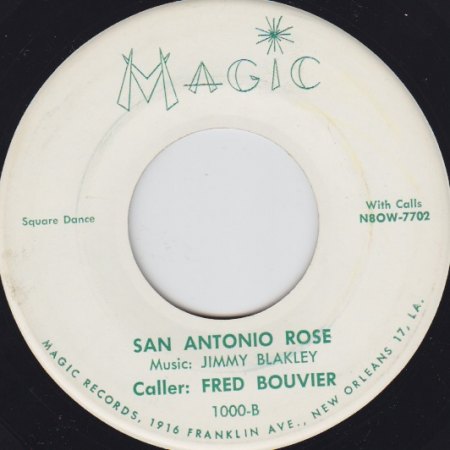 MAGIC
Square Dance
With Calls
N8OW-7702
SAN ANTONIO ROSE
Music: JIMMY BLAKLEY
Caller: FRED BOUVIER
1000-B
MAGIC RECORDS, 1916 FRANKLIN AVE., NEW ORLEANS 17, LA.